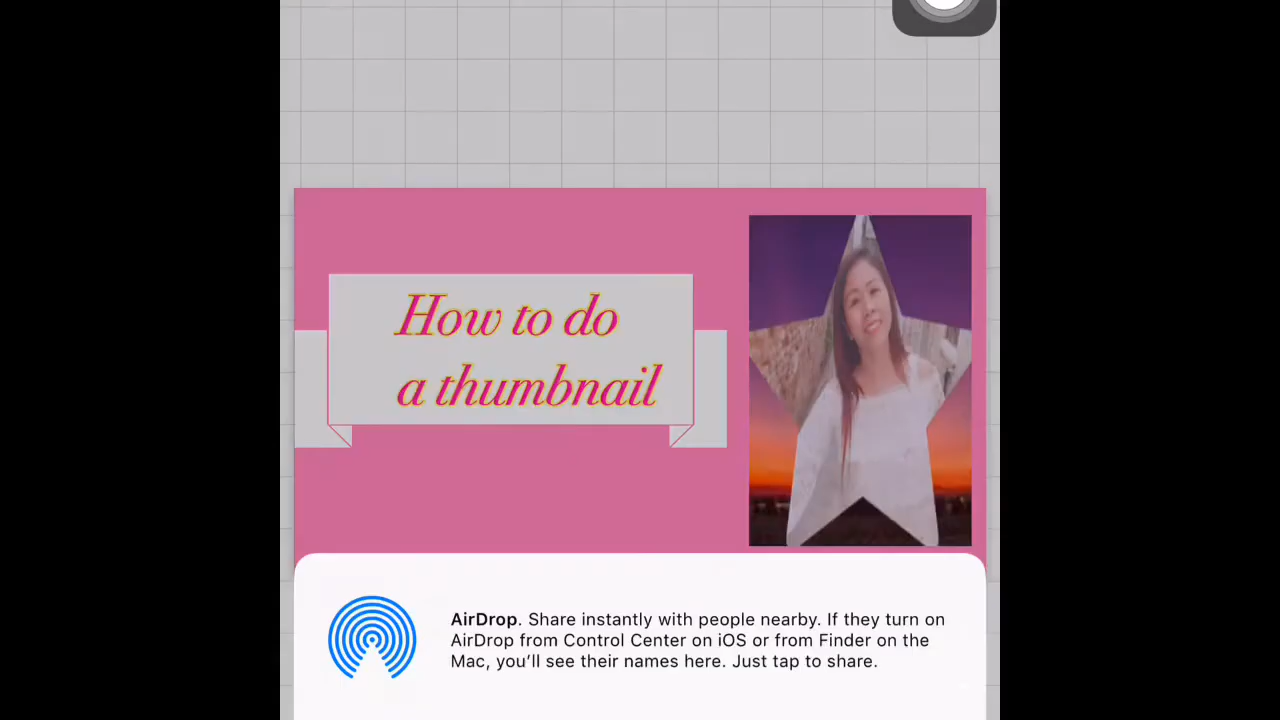 How to do
a thumbnail
AirDrop. Share instantly with people nearby. If they turn on
AirDrop from Control Center on iOS or from Finder on the
Mac, you’ll see their names here. Just tap to share.